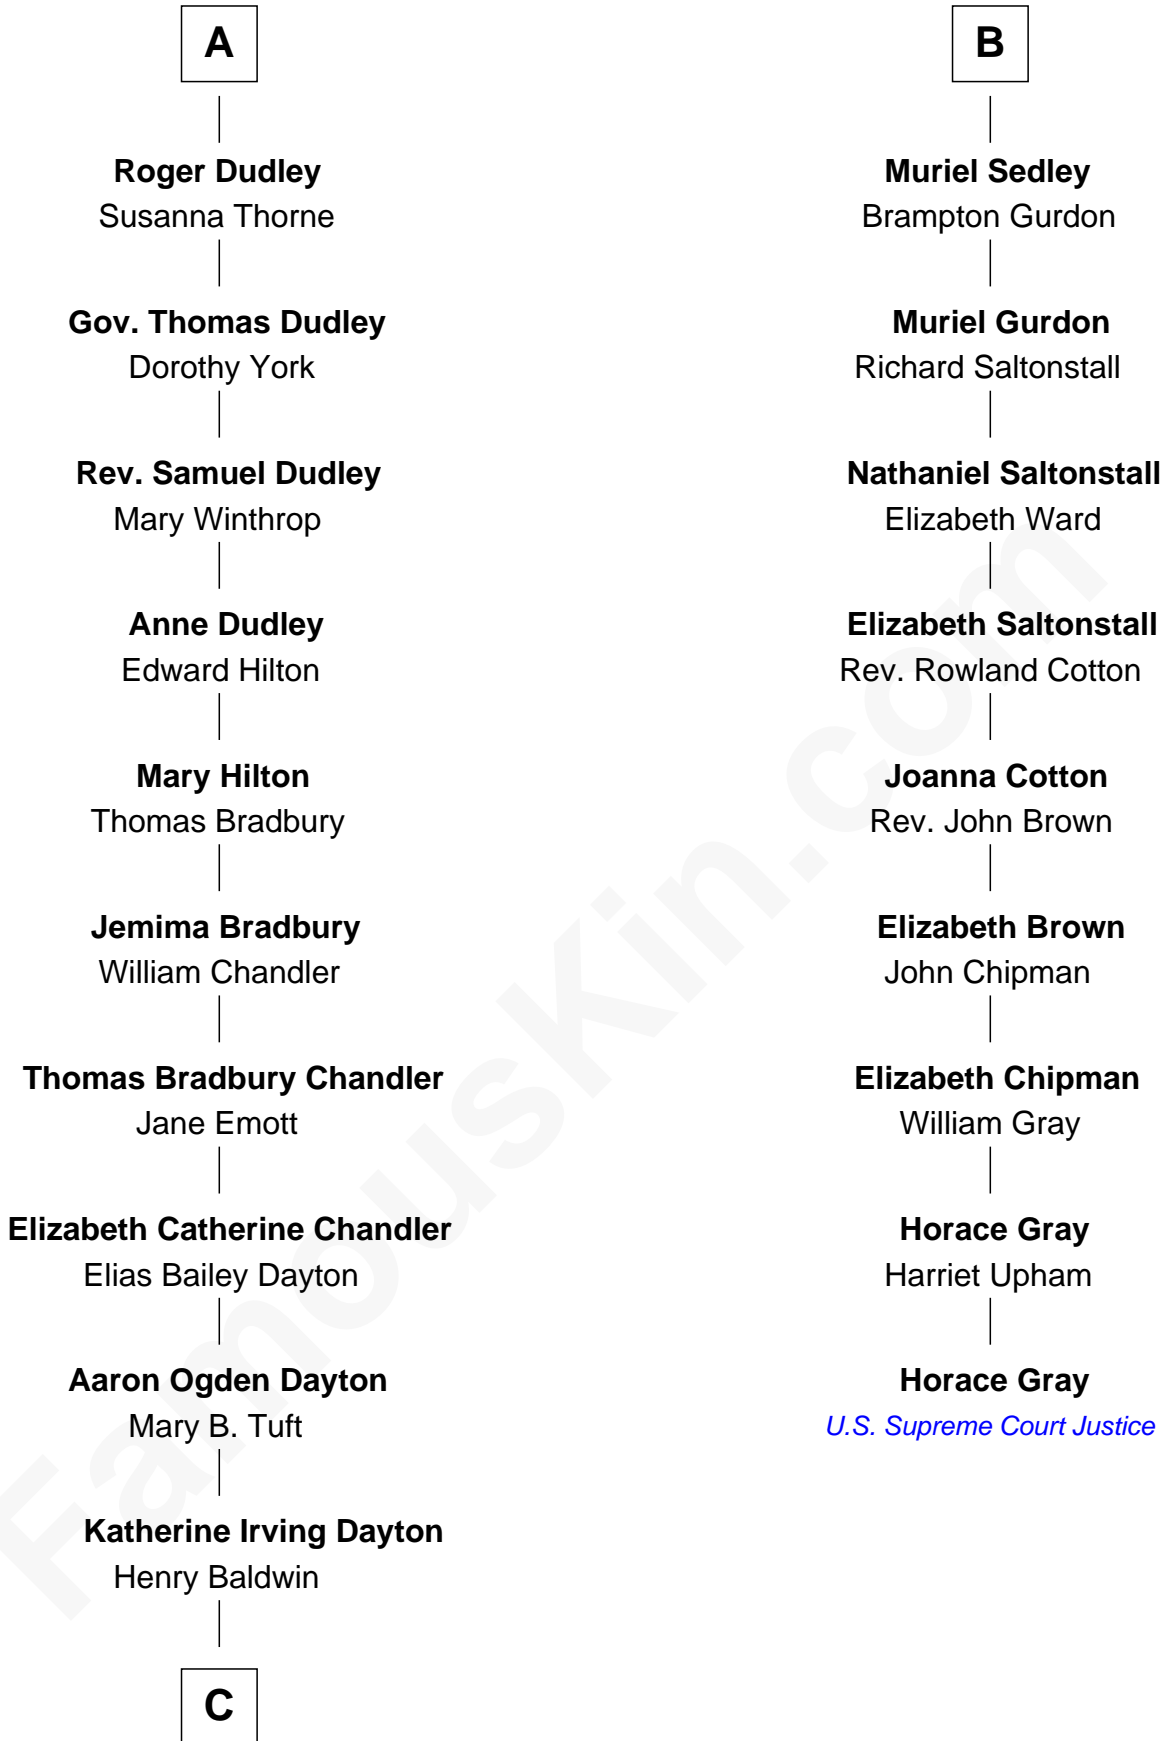 A
Roger Dudley
Susanna Thorne
Gov. Thomas Dudley
Dorothy York
Rev. Samuel Dudley
Mary Winthrop
Anne Dudley
Edward Hilton
Mary Hilton
Thomas Bradbury
Jemima Bradbury
William Chandler
Thomas Bradbury Chandler
Jane Emott
Elizabeth Catherine Chandler
Elias Bailey Dayton
Aaron Ogden Dayton
Mary B. Tuft
Katherine Irving Dayton
Henry Baldwin
C
B
Muriel Sedley
Brampton Gurdon
Muriel Gurdon
Richard Saltonstall
Nathaniel Saltonstall
Elizabeth Ward
Elizabeth Saltonstall
Rev. Rowland Cotton
Joanna Cotton
Rev. John Brown
Elizabeth Brown
John Chipman
Elizabeth Chipman
William Gray
Horace Gray
Harriet Upham
Horace Gray
U.S. Supreme Court Justice
FamousKin.com